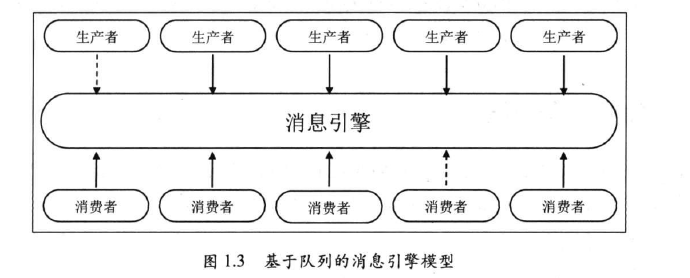 生产者 生产者 生产者 生产者 生产者
消息引擎
消费者 消费者 消费者 消费者 消费者
图 1.3 基于队列的消息引擎模型